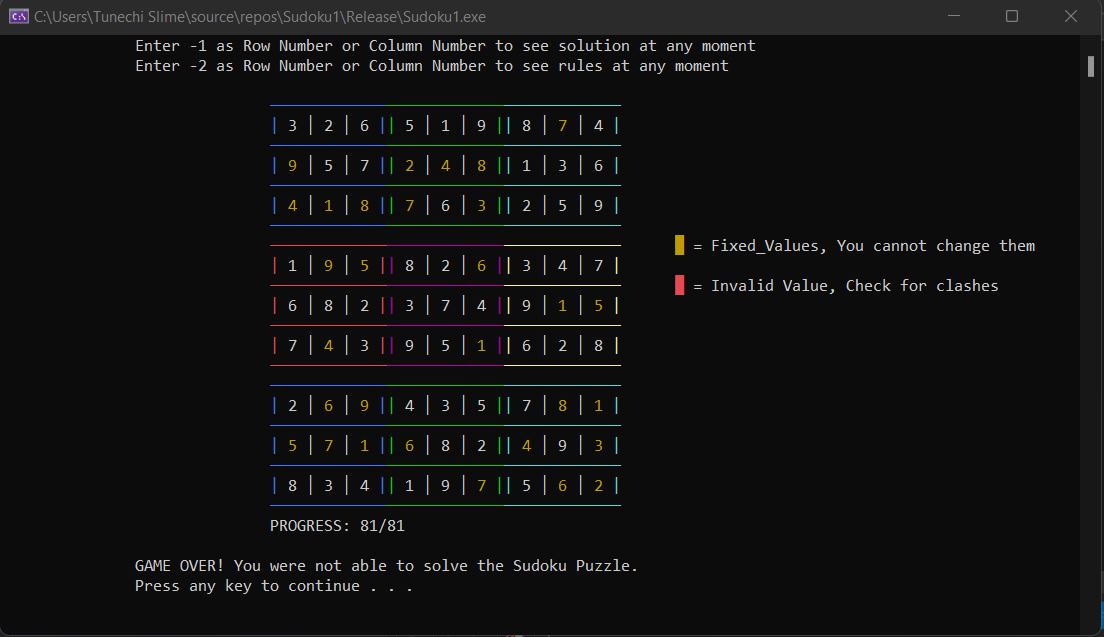 C:\Users\Tunechi Slime\source\repos\Sudoku1\Release\Sudoku1.exe
Enter -1 as Row Number or Column Number to see solution at any moment
Enter -2 as Row Number or Column Number to see rules at any moment
| 3 | 2 | 6 || 5 | 1 | 9 || 8 | 7 | 4 |
| 9 | 5 | 7 || 2 | 4 | 8 || 1 | 3 | 6 |
| 4 | 1 | 8 || 7 | 6 | 3 || 2 | 5 | 9 |
= Fixed_Values, You cannot change them
| 1 | 9 | 5 || 8 | 2 | 6 || 3 | 4 | 7 |
= Invalid Value, Check for clashes
| 6 | 8 | 2 || 3 | 7 | 4 || 9 | 1 | 5 |
| 7 | 4 | 3 || 9 | 5 | 1 || 6 | 2 | 8 |
| 2 | 6 | 9 || 4 | 3 | 5 || 7 | 8 | 1 |
| 5 | 7 | 1 || 6 | 8 | 2 || 4 | 9 | 3 |
| 8 | 3 | 4 || 1 | 9 | 7 || 5 | 6 | 2 |
PROGRESS: 81/81
GAME OVER! You were not able to solve the Sudoku Puzzle.
Press any key to continue . . .